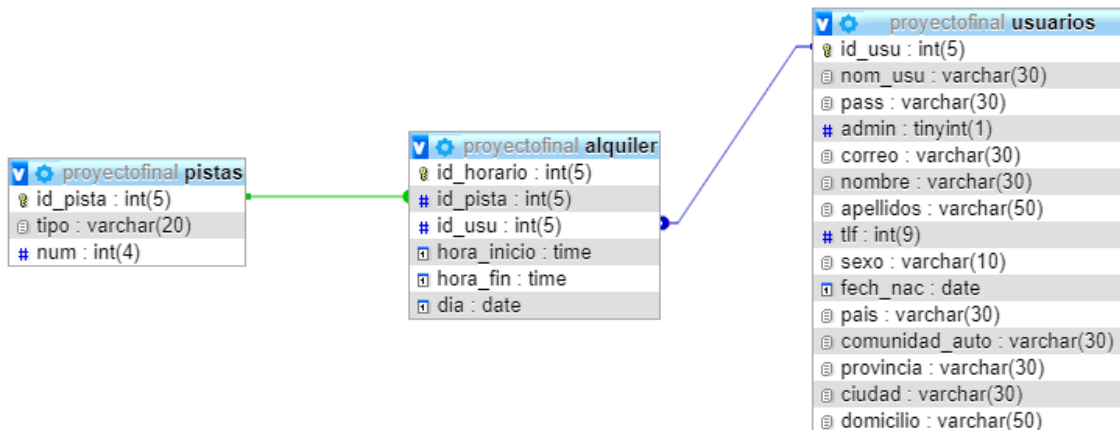 proyectofinal pistas
id_pista : int(5)
tipo : varchar(20)
num : int(4)
proyectofinal alquiler
id_horario : int(5)
id_pista : int(5)
id_usu : int(5)
hora_inicio : time
hora_fin : time
dia : date
proyectofinal usuarios
id_usu : int(5)
nom_usu : varchar(30)
pass : varchar(30)
admin : tinyint(1)
correo : varchar(30)
nombre : varchar(30)
apellidos : varchar(50)
tlf : int(9)
sexo : varchar(10)
fech_nac : date
pais : varchar(30)
comunidad_auto : varchar(30)
provincia : varchar(30)
ciudad : varchar(30)
domicilio : varchar(50)